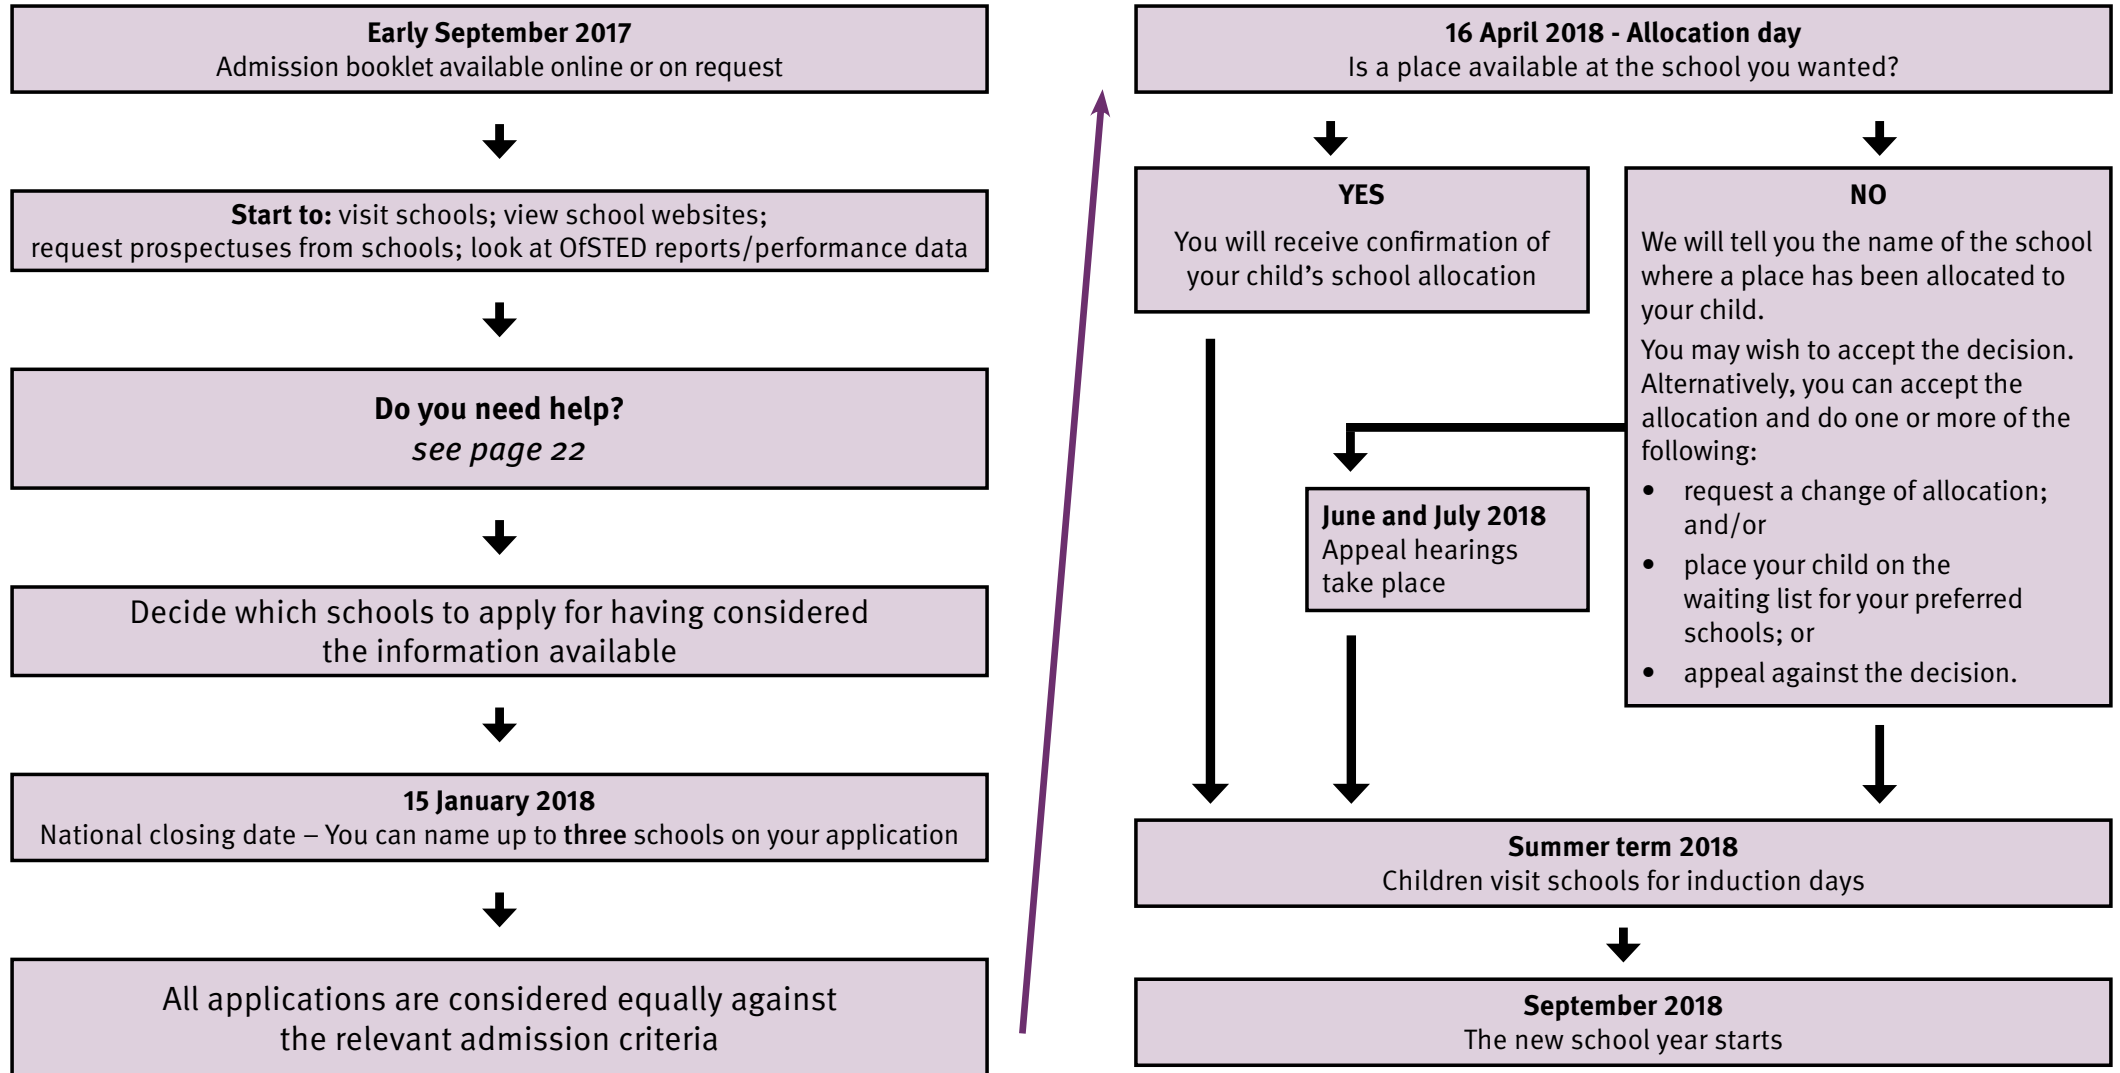 Early September 2017
Admission booklet available online or on request
Start to: visit schools; view school websites;
request prospectuses from schools; look at OfSTED reports/performance data
Do you need help?
see page 22
Decide which schools to apply for having considered
the information available
15 January 2018
National closing date – You can name up to three schools on your application
All applications are considered equally against
the relevant admission criteria
16 April 2018 - Allocation day
Is a place available at the school you wanted?
YES
You will receive confirmation of
your child's school allocation
NO
We will tell you the name of the school
where a place has been allocated to
your child.
You may wish to accept the decision.
Alternatively, you can accept the
allocation and do one or more of the
following:
• request a change of allocation;
and/or
• place your child on the
waiting list for your preferred
schools; or
• appeal against the decision.
June and July 2018
Appeal hearings
take place
Summer term 2018
Children visit schools for induction days
September 2018
The new school year starts